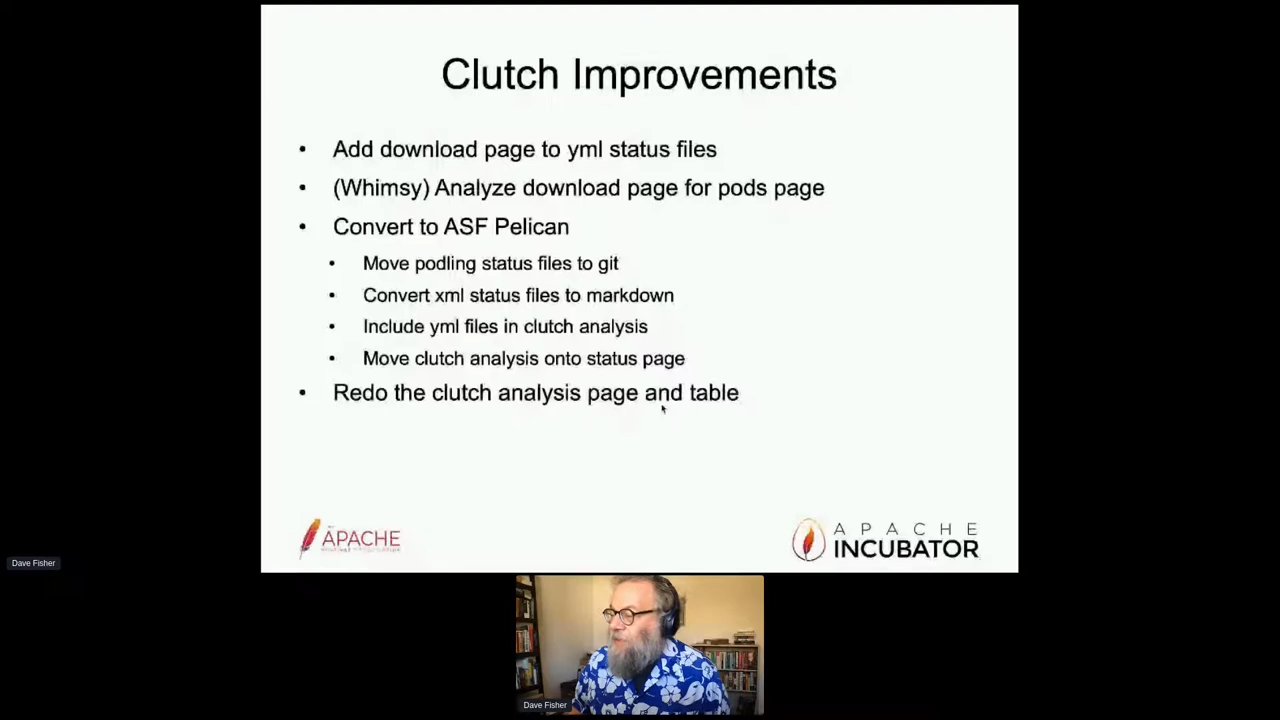 Clutch Improvements
• Add download page to yml status files
• (Whimsy) Analyze download page for pods page
• Convert to ASF Pelican
• Move podling status files to git
• Convert xml status files to markdown
• Include yml files in clutch analysis
• Move clutch analysis onto status page
• Redo the clutch analysis page and table
APACHE
APACHE
INCUBATOR
Dave Fisher
Dave Fisher